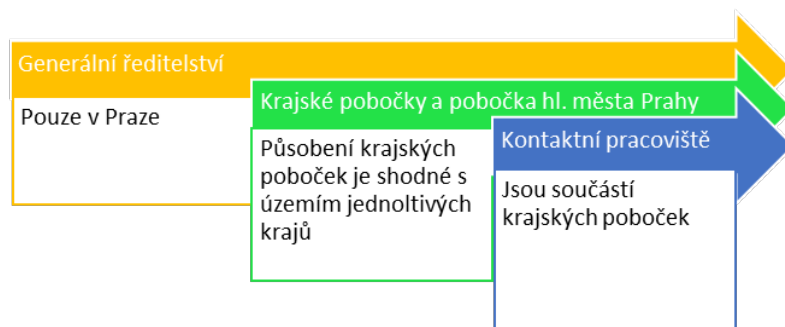 Generální ředitelství
Pouze v Praze
Krajské pobočky a pobočka hl. města Prahy
Působení krajských
poboček je shodné s
územím jednoltivých
krajů
Kontaktní pracoviště
Jsou součástí
krajských poboček